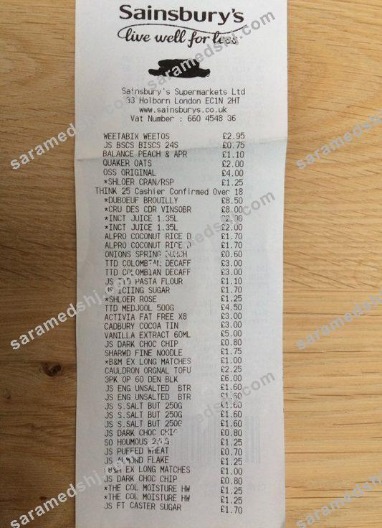 Sainsbury's
live well for less
Sainsbury's Supermarkets Ltd
33 Holborn London EC1N 2HT
www.sainsburys.co.uk
Vat Number : 660 4548 36
WEETABIX WEETOS £2.95
JS BSCS BISCS 24S £0.75
BALANCE PEACH & APR £1.10
QUAKER OATS £2.00
OSS ORIGINAL £4.00
*SHLOER CRAN/RSP £1.25
THINK 25 Cashier Confirmed Over 18
*DUBOEUF BROUILLY £8.50
*CRU DES CDR VINSOBR £8.00
*INCT JUICE 1.35L
*INCT JUICE 1.35L £2.00
ALPRO COCONUT RICE D £1.70
ALPRO COCONUT RICE D £1.70
ONIONS SPRING BUNCH £0.60
TTD COLOMBIAN DECAFF £3.00
TTD COLOMBIAN DECAFF £3.00
JS PASTA FLOUR £1.10
JS ICING SUGAR £1.70
*SHLOER ROSE £1.25
TTD MEDJOOL 500G £4.50
ACTIVIA FAT FREE X8 £3.00
CADBURY COCOA TIN £3.00
VANILLA EXTRACT 60ML £5.00
JS DARK CHOC CHIP £0.80
SHARWD FINE NOODLE £1.75
*B&M EX LONG MATCHES £1.00
CAULDRON ORGNAL TOFU £2.25
3PK OP 60 DEN BLK £6.00
JS ENG UNSALTED BTR £1.60
JS ENG UNSALTED BTR £1.60
JS S.SALT BUT 250G £1.60
JS S.SALT BUT 250G £1.60
JS S.SALT BUT 250G £1.60
JS DARK CHOC CHIP £0.80
SO HOUMOUS £1.25
JS PUFFED WHEAT £0.70
JS ALMOND FLAKE £1.25
*B&M EX LONG MATCHES £1.00
JS DARK CHOC CHIP £0.80
*THE COL MOISTURE HW £1.25
*THE COL MOISTURE HW £1.25
JS FT CASTER SUGAR £1.70